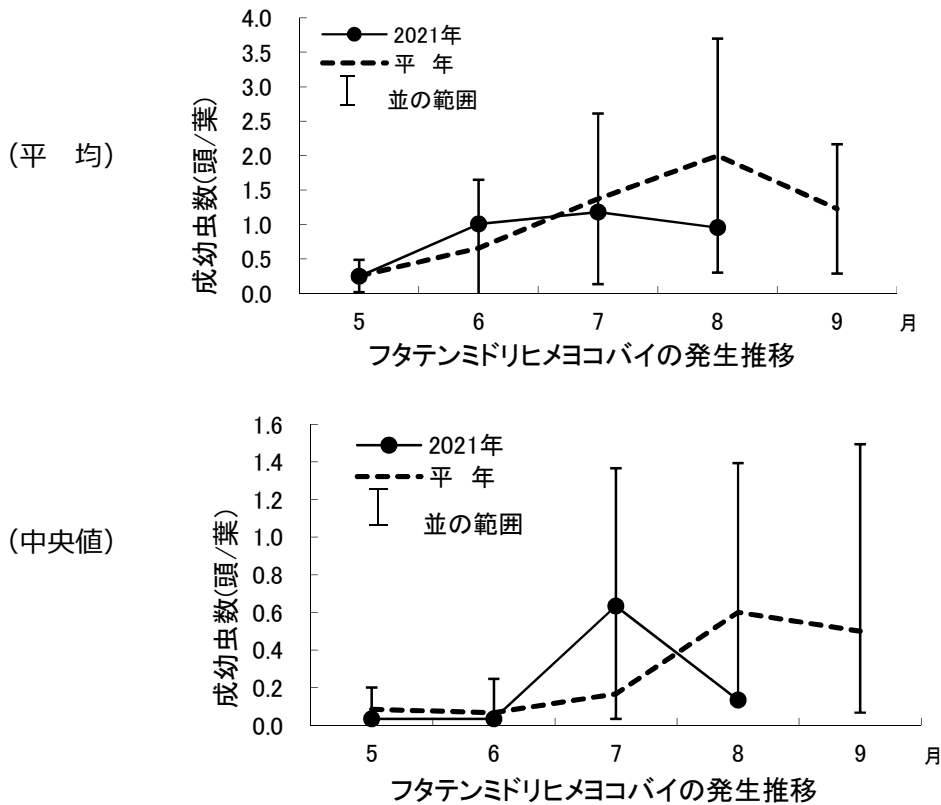 (平 均)
成幼虫数(頭/葉)
4.0
3.5
3.0
2.5
2.0
1.5
1.0
0.5
0.0
2021年
平 年
並の範囲
5 6 7 8 9 月
フタテンミドリヒメヨコバイの発生推移
(中央値)
成幼虫数(頭/葉)
1.6
1.4
1.2
1.0
0.8
0.6
0.4
0.2
0.0
2021年
平 年
並の範囲
5 6 7 8 9 月
フタテンミドリヒメヨコバイの発生推移